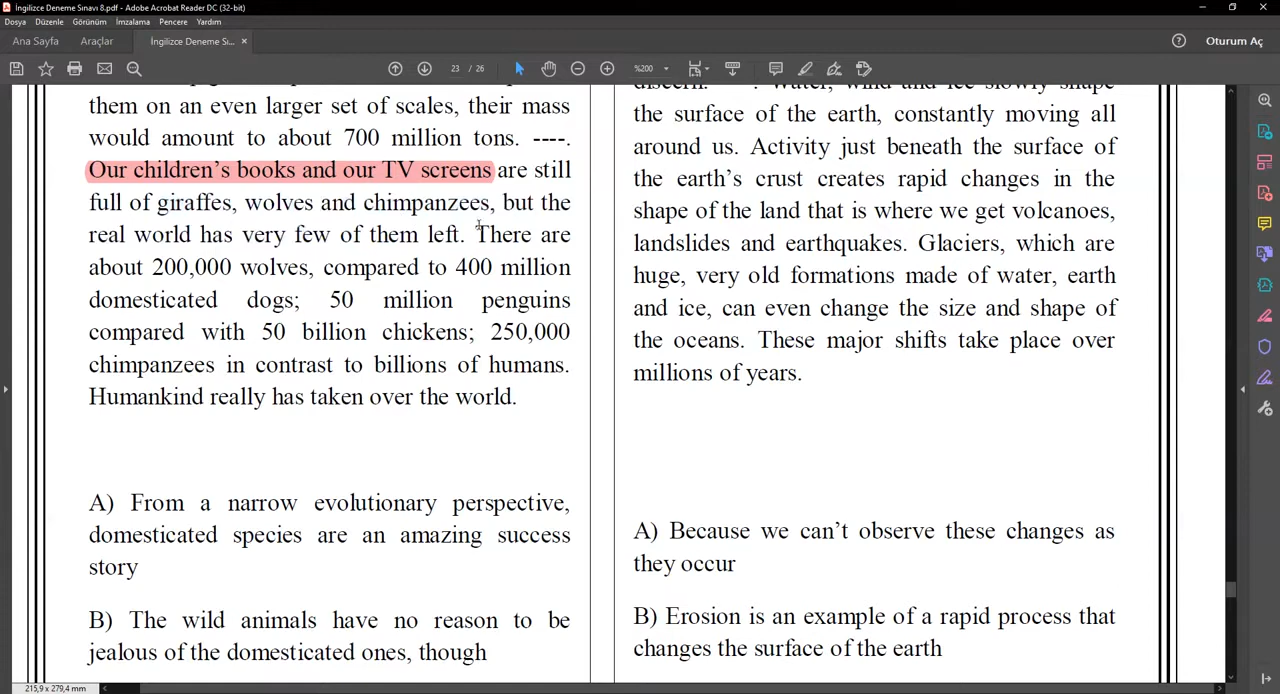 İngilizce Deneme Sınavı 8.pdf - Adobe Acrobat Reader DC (32-bit)
Dosya Düzenle Görünüm İmzalama Pencere Yardım
Ana Sayfa Araçlar İngilizce Deneme Sı... × Oturum Aç
23 / 26 %200
them on an even larger set of scales, their mass
would amount to about 700 million tons. ----.
Our children's books and our TV screens are still
full of giraffes, wolves and chimpanzees, but the
real world has very few of them left. There are
about 200,000 wolves, compared to 400 million
domesticated dogs; 50 million penguins
compared with 50 billion chickens; 250,000
chimpanzees in contrast to billions of humans.
Humankind really has taken over the world.
A) From a narrow evolutionary perspective,
domesticated species are an amazing success
story
B) The wild animals have no reason to be
jealous of the domesticated ones, though
discern. ----. Water, wind and ice slowly shape
the surface of the earth, constantly moving all
around us. Activity just beneath the surface of
the earth's crust creates rapid changes in the
shape of the land that is where we get volcanoes,
landslides and earthquakes. Glaciers, which are
huge, very old formations made of water, earth
and ice, can even change the size and shape of
the oceans. These major shifts take place over
millions of years.
A) Because we can't observe these changes as
they occur
B) Erosion is an example of a rapid process that
changes the surface of the earth
215,9 x 279,4 mm